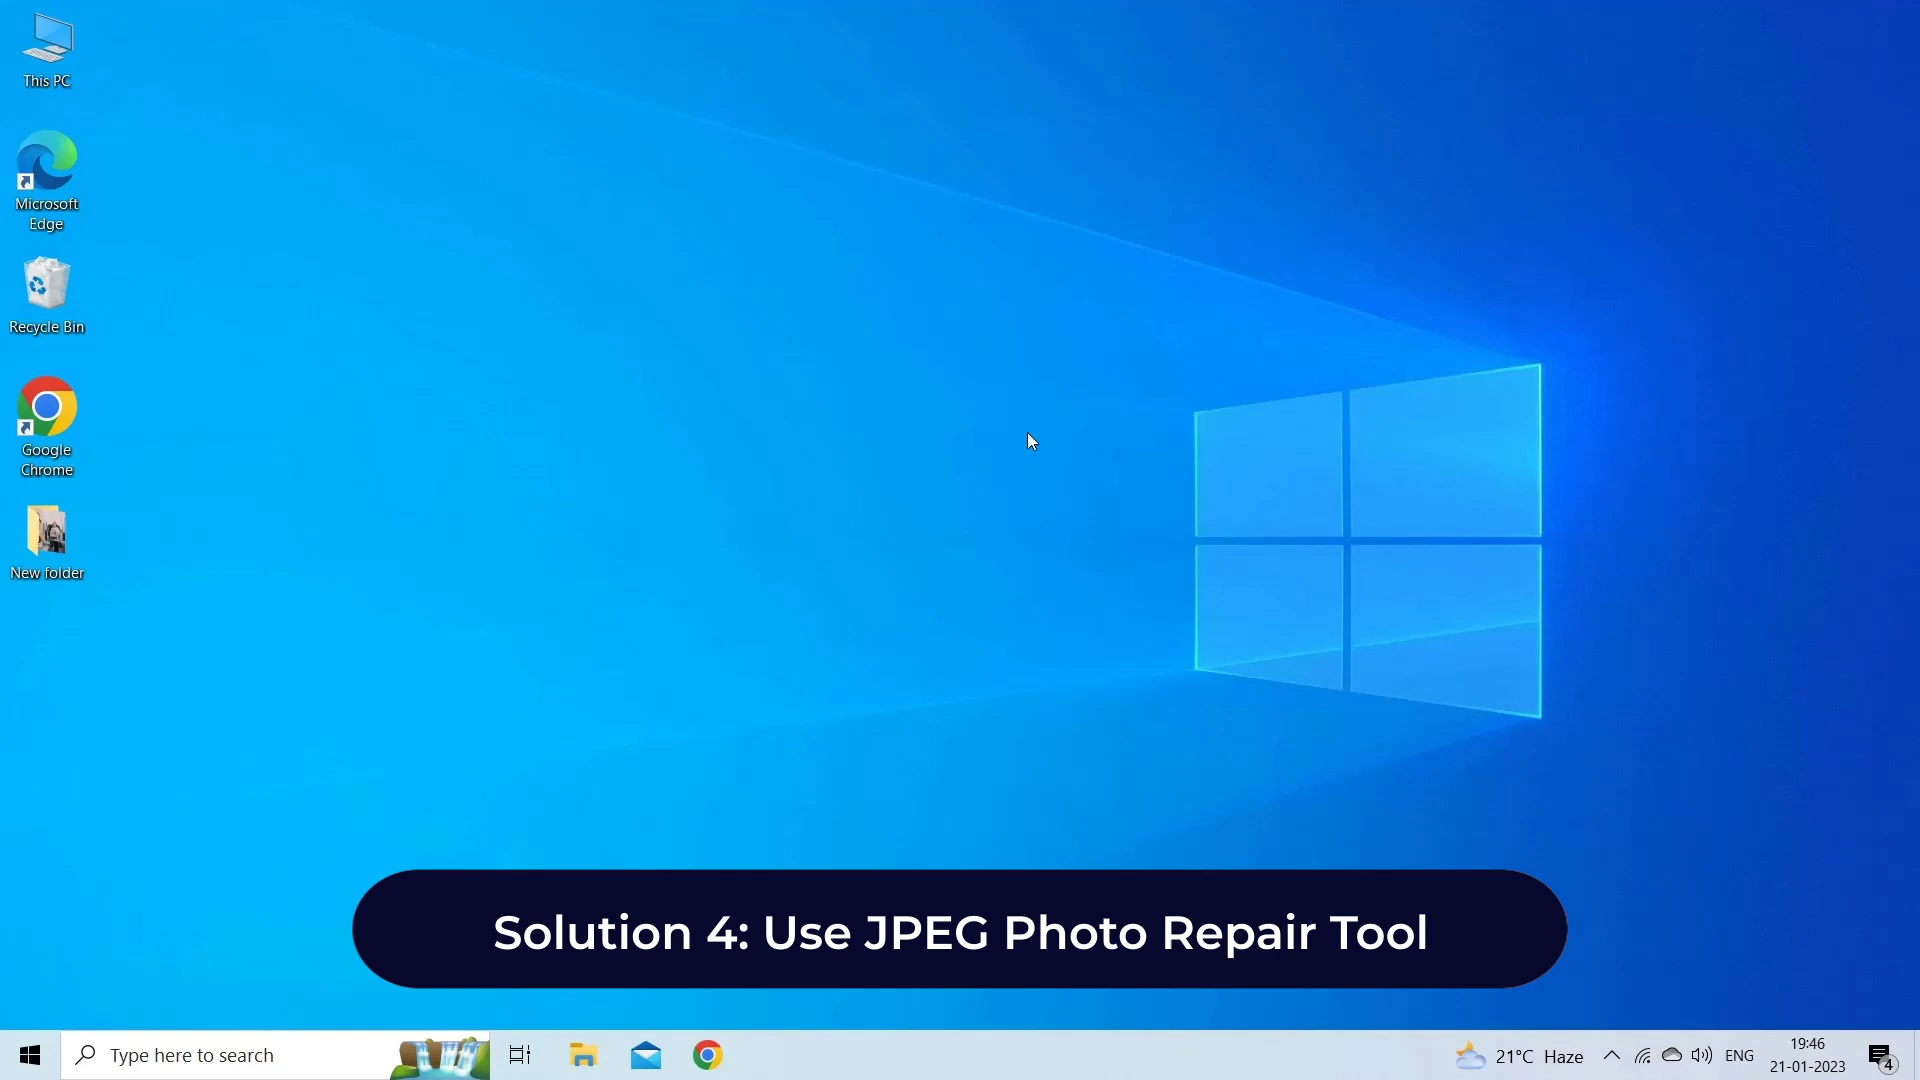 This PC
Microsoft
Edge
Recycle Bin
Google
Chrome
New folder
Solution 4: Use JPEG Photo Repair Tool
Type here to search
21°C Haze
ENG
19:46
21-01-2023
4